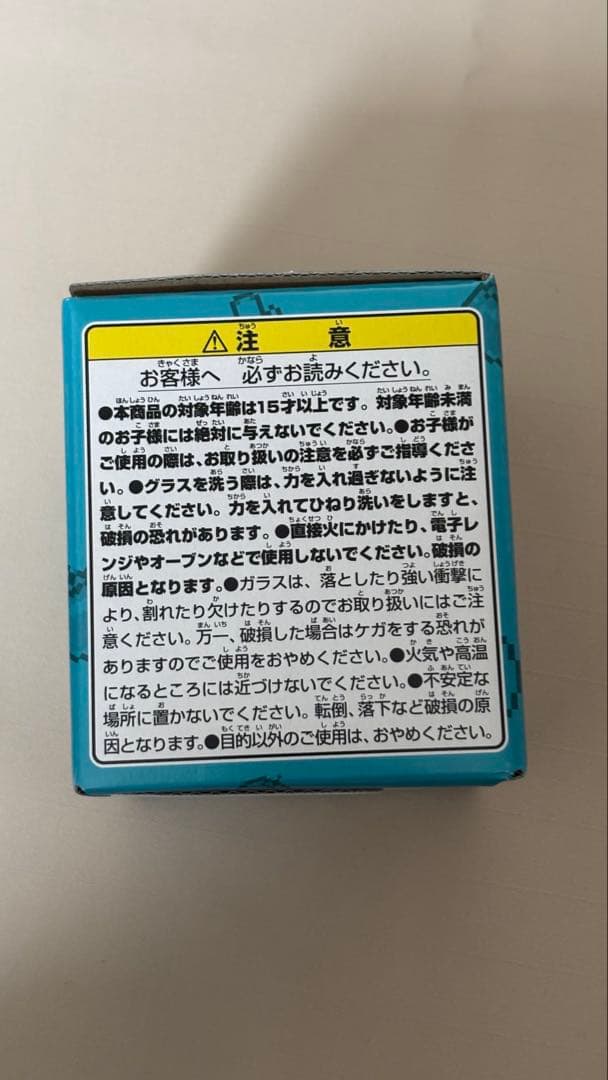 ⚠注意
お客様へ 必ずお読みください。
●本商品の対象年齢は15才以上です。対象年齢未満
のお子様には絶対に与えないでください。●お子様が
ご使用の際は、お取り扱いの注意を必ずご指導くださ
い。●グラスを洗う際は、力を入れ過ぎないように注
意してください。力を入れてひねり洗いをしますと、
破損の恐れがあります。●直接火にかけたり、電子レ
ンジやオーブンなどで使用しないでください。破損の
原因となります。●ガラスは、落としたり強い衝撃に
より、割れたり欠けたりするのでお取り扱いにはご注
意ください。万一、破損した場合はケガをする恐れが
ありますのでご使用をおやめください。●火気や高温
になるところには近づけないでください。●不安定な
場所に置かないでください。転倒、落下など破損の原
因となります。●目的以外のご使用は、おやめください。